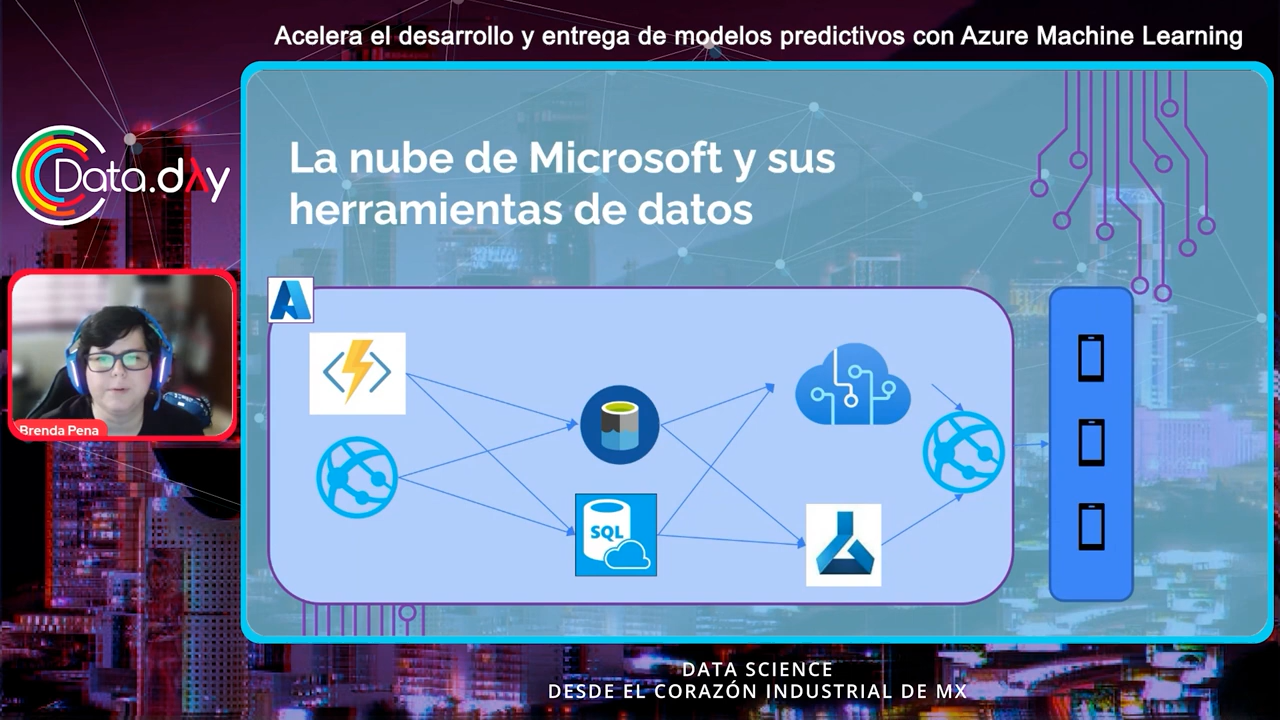 Acelera el desarrollo y entrega de modelos predictivos con Azure Machine Learning
Data.dAy
La nube de Microsoft y sus
herramientas de datos
SQL
Brenda Pena
DATA SCIENCE
DESDE EL CORAZÓN INDUSTRIAL DE MX